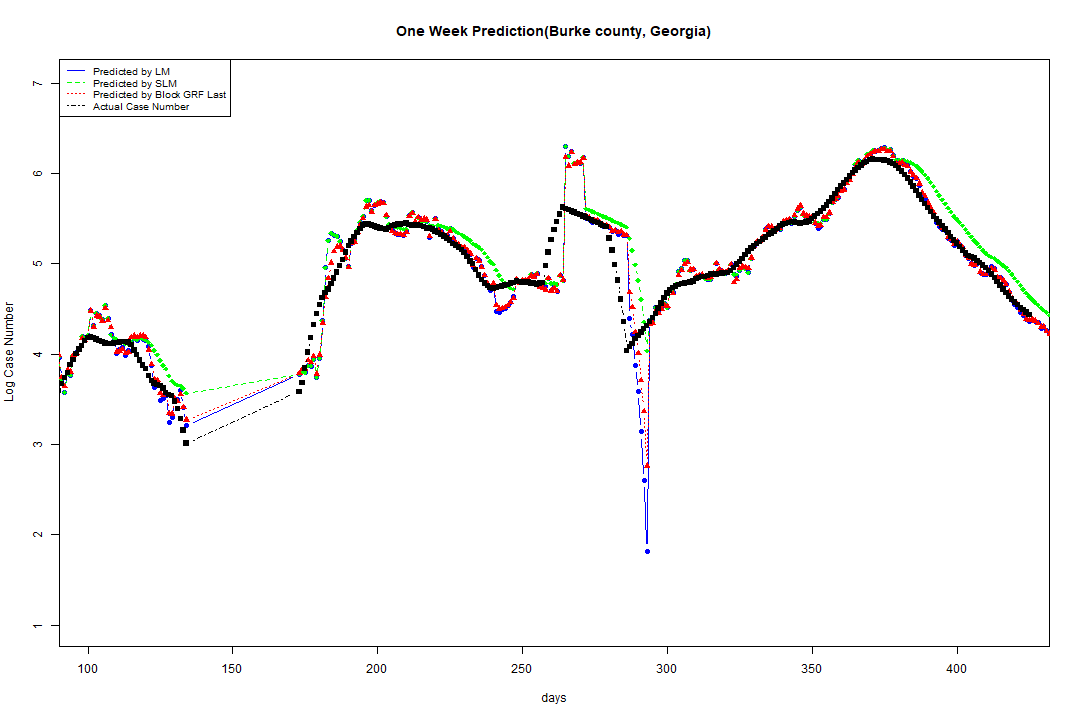 One Week Prediction(Burke county, Georgia)
Predicted by LM
Predicted by SLM
Predicted by Block GRF Last
Actual Case Number
7
6
5
4
3
2
1
Log Case Number
100 150 200 250 300 350 400
days